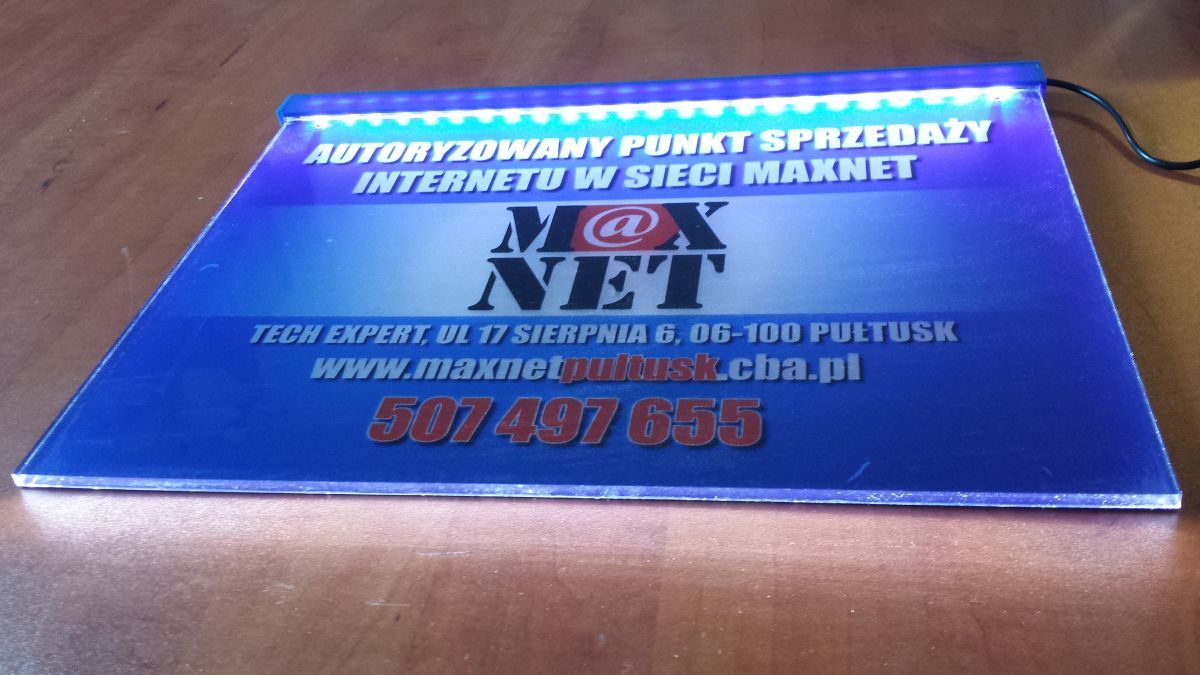 AUTORYZOWANY PUNKT SPRZEDAŻY
INTERNETU W SIECI MAXNET
M@X
NET
TECH EXPERT, UL 17 SIERPNIA 6, 06-100 PUŁTUSK
www.maxnetpultusk.cba.pl
507 497 655